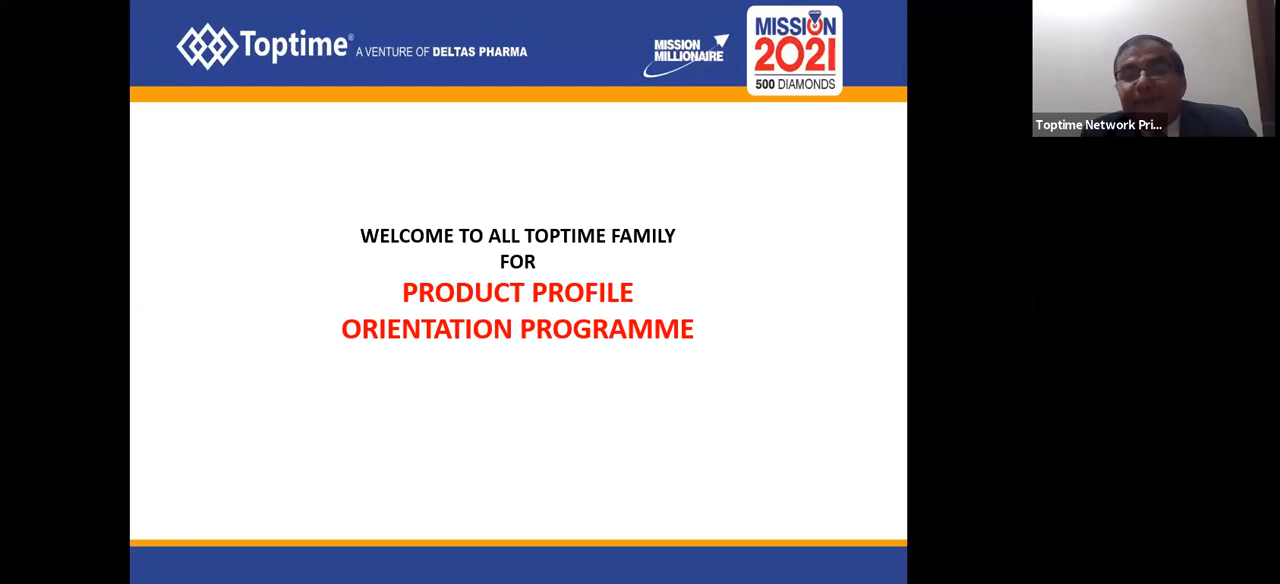 Toptime® A VENTURE OF DELTAS PHARMA
MISSION
MILLIONAIRE
MISSION
2021
500 DIAMONDS
WELCOME TO ALL TOPTIME FAMILY
FOR
PRODUCT PROFILE
ORIENTATION PROGRAMME
Toptime Network Pri...